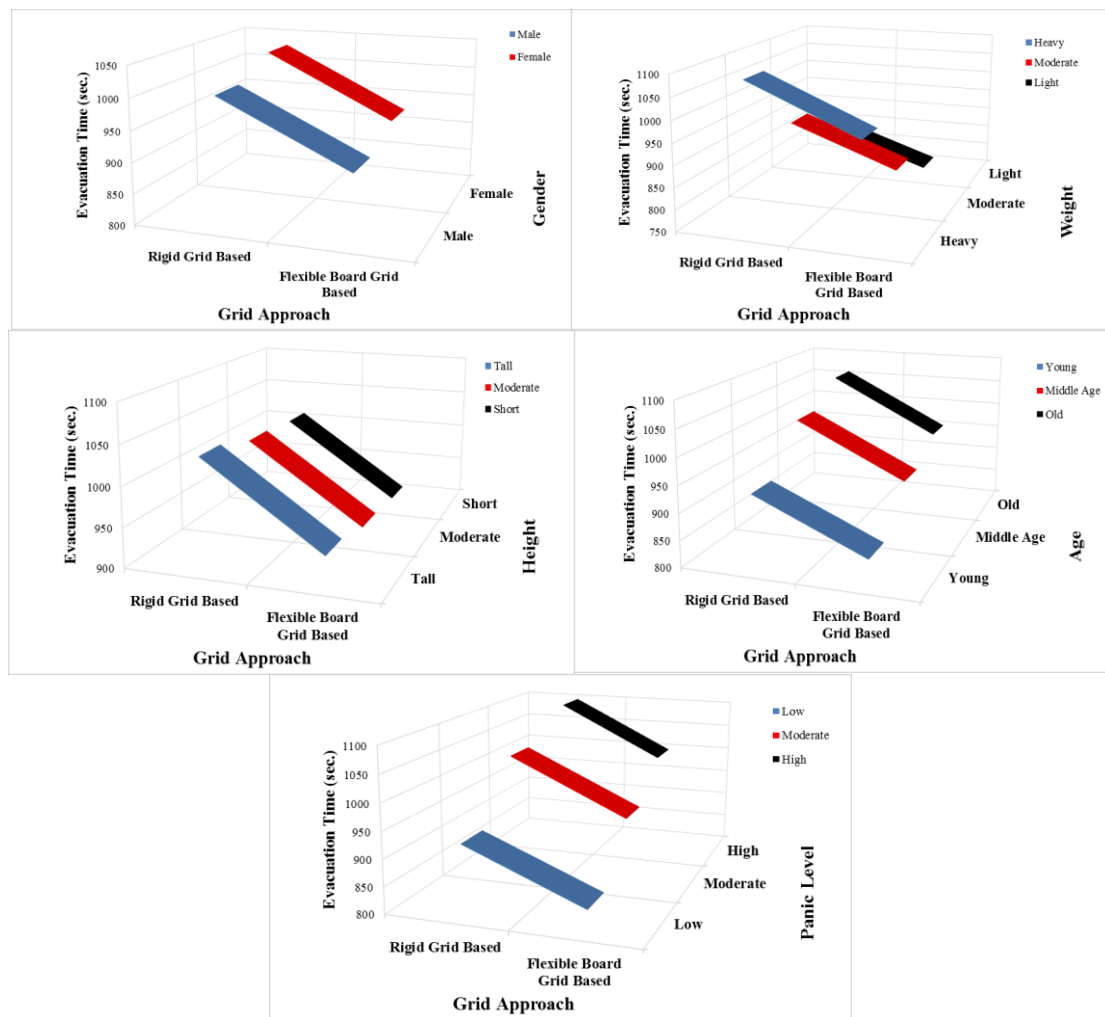 Evacuation Time (sec.)
1050
1000
950
900
850
800
Rigid Grid Based
Flexible Board Grid
Based
Grid Approach
Male
Female
Gender
Male
Female
Evacuation Time (sec.)
1100
1050
1000
950
900
850
800
750
Rigid Grid Based
Flexible Board
Grid Based
Grid Approach
Heavy
Moderate
Light
Weight
Heavy
Moderate
Light
Evacuation Time (sec.)
1100
1050
1000
950
900
Rigid Grid Based
Flexible Board
Grid Based
Grid Approach
Tall
Moderate
Short
Height
Tall
Moderate
Short
Evacuation Time (sec.)
1100
1050
1000
950
900
850
800
Rigid Grid Based
Flexible Board
Grid Based
Grid Approach
Young
Middle Age
Old
Age
Young
Middle Age
Old
Evacuation Time (sec.)
1100
1050
1000
950
900
850
800
Rigid Grid Based
Flexible Board
Grid Based
Grid Approach
Low
Moderate
High
Panic Level
Low
Moderate
High